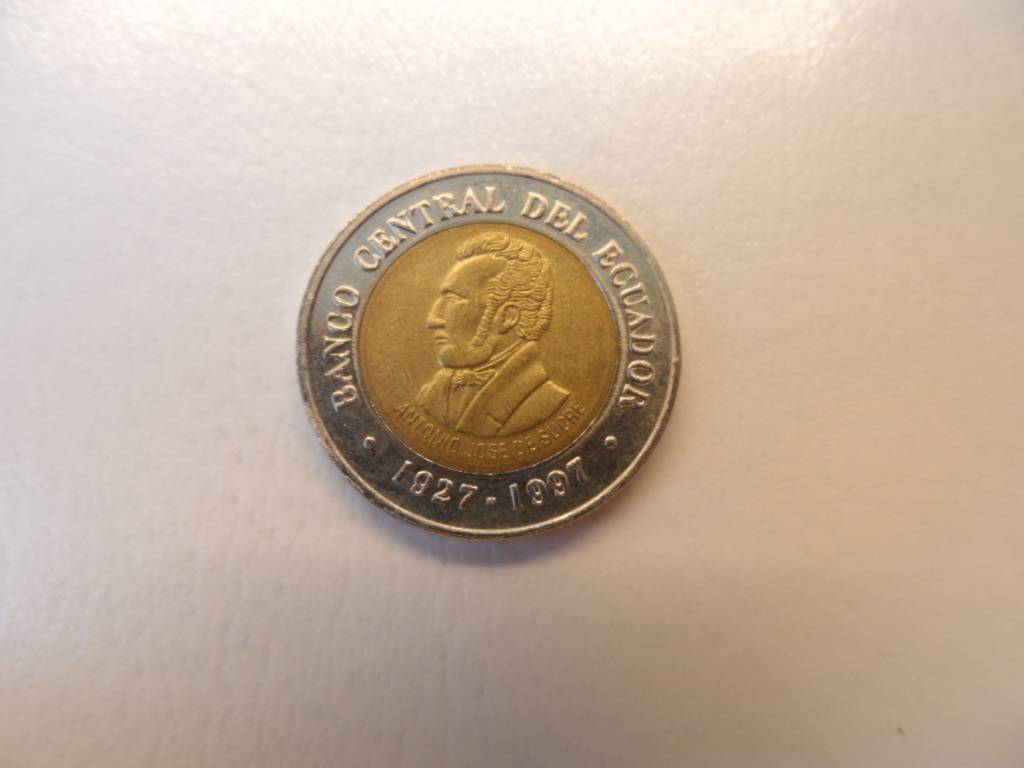 BANCO CENTRAL DEL ECUADOR
ANTONIO JOSE DE SUCRE
1927 - 1997